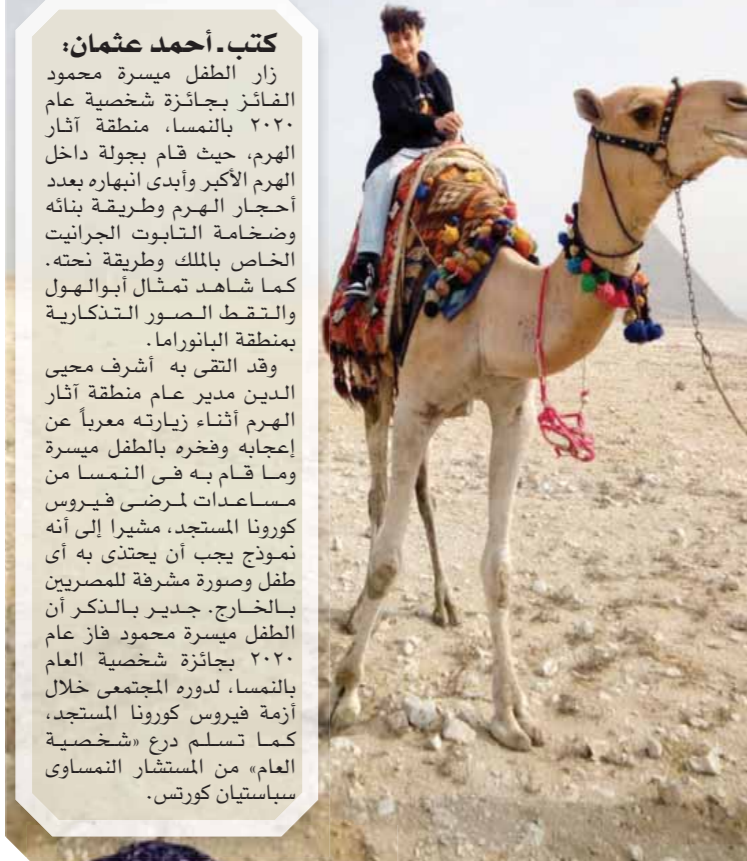 كتب ـ أحمد عثمان:
زار الطفل ميسرة محمود
الفائز بجائزة شخصية عام
٢٠٢٠ بالنمسا، منطقة آثار
الهرم، حيث قام بجولة داخل
الهرم الأكبر وأبدى انبهاره بعدد
أحجار الهرم وطريقة بنائه
وضخامة التابوت الجرانيت
الخاص بالملك وطريقة نحته.
كما شاهد تمثال أبوالهول
والتقط الصور التذكارية
بمنطقة البانوراما.
وقد التقى به أشرف محيى
الدين مدير عام منطقة آثار
الهرم أثناء زيارته معرباً عن
إعجابه وفخره بالطفل ميسرة
وما قام به فى النمسا من
مساعدات لمرضى فيروس
كورونا المستجد، مشيرا إلى أنه
نموذج يجب أن يحتذى به أى
طفل وصورة مشرفة للمصريين
بالخارج. جدير بالذكر أن
الطفل ميسرة محمود فاز عام
٢٠٢٠ بجائزة شخصية العام
بالنمسا، لدوره المجتمعى خلال
أزمة فيروس كورونا المستجد،
كما تسلم درع «شخصية
العام» من المستشار النمساوى
سباستيان كورتس.